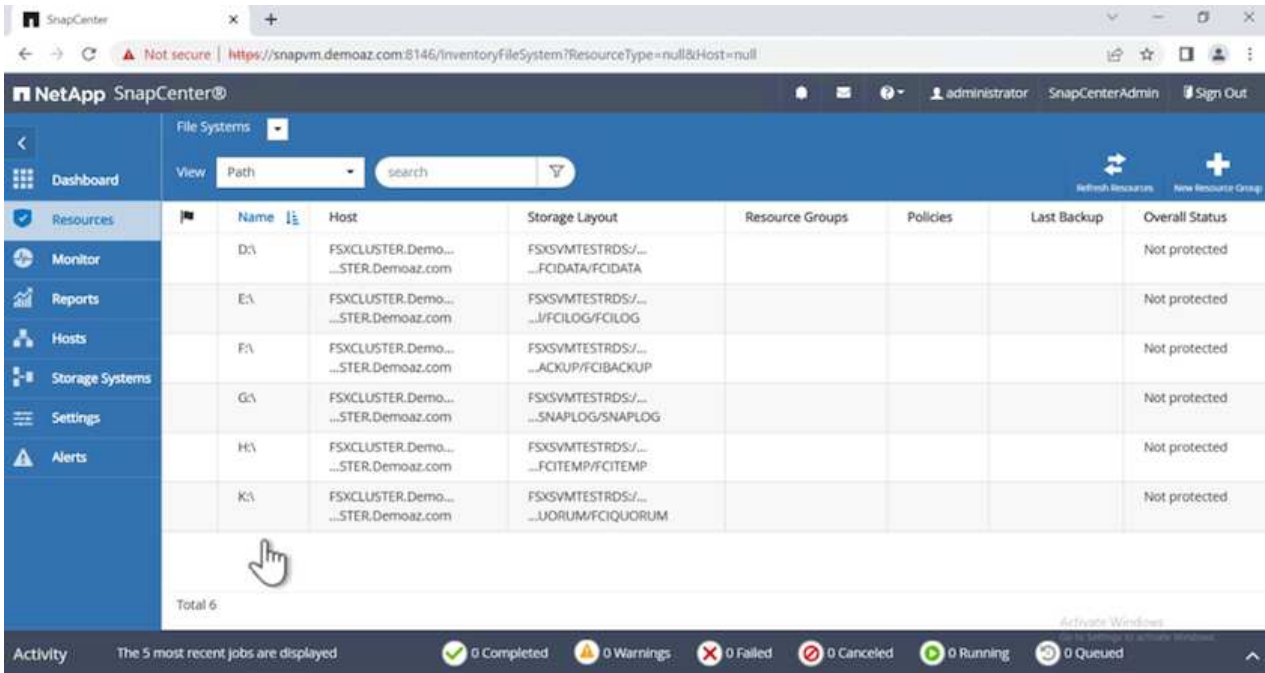 SnapCenter
Not secure | https://snapvm.demoaz.com:8146/InventoryFileSystem?ResourceType=null&Host=null
NetApp SnapCenter®
administrator SnapCenterAdmin Sign Out
File Systems
Dashboard
View Path search
Refresh Resources New Resource Group
Resources
Name Host Storage Layout Resource Groups Policies Last Backup Overall Status
D:\ FSXCLUSTER.Demo... FSXSVMTESTRDS:/... Not protected
...STER.Demoaz.com ...FCIDATA/FCIDATA
Monitor
E:\ FSXCLUSTER.Demo... FSXSVMTESTRDS:/... Not protected
...STER.Demoaz.com ...l/FCILOG/FCILOG
Reports
Hosts
F:\ FSXCLUSTER.Demo... FSXSVMTESTRDS:/... Not protected
...STER.Demoaz.com ...ACKUP/FCIBACKUP
Storage Systems
G:\ FSXCLUSTER.Demo... FSXSVMTESTRDS:/... Not protected
...STER.Demoaz.com ...SNAPLOG/SNAPLOG
Settings
H:\ FSXCLUSTER.Demo... FSXSVMTESTRDS:/... Not protected
...STER.Demoaz.com ...FCITEMP/FCITEMP
Alerts
K:\ FSXCLUSTER.Demo... FSXSVMTESTRDS:/... Not protected
...STER.Demoaz.com ...UORUM/FCIQUORUM
Total 6
Activate Windows
Go to Settings to activate Windows.
Activity The 5 most recent jobs are displayed 0 Completed 0 Warnings 0 Failed 0 Canceled 0 Running 0 Queued